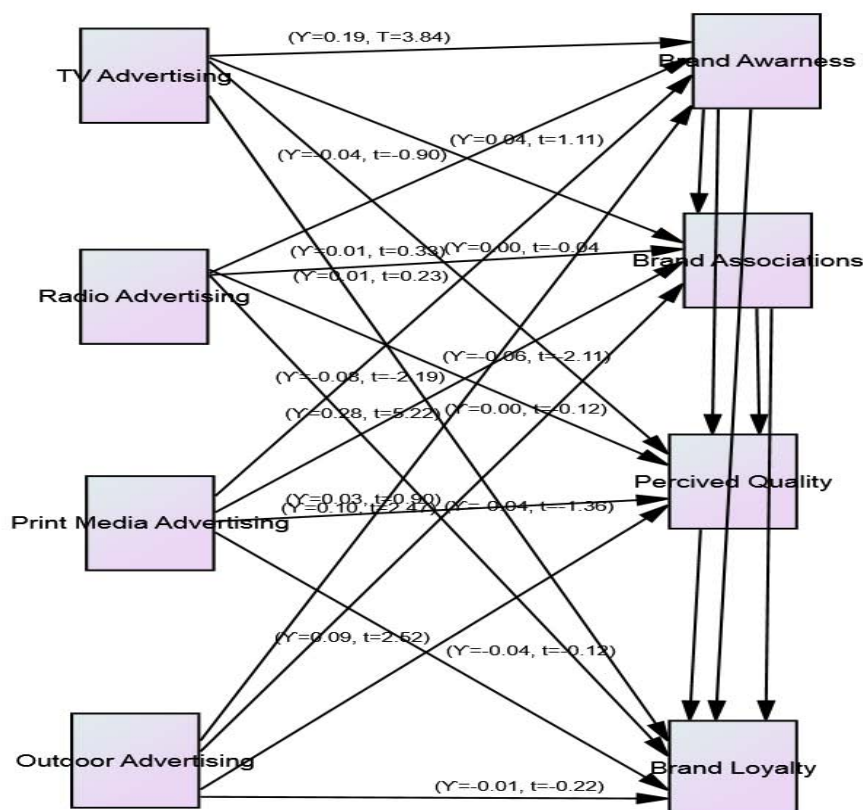 (ϒ=0.19, T=3.84)
TV Advertising
Brand Awarness
(ϒ=-0.04, t=-0.90)
(ϒ=0.04, t=1.11)
(ϒ=0.01, t=0.33)
(ϒ=0.00, t=-0.04
Brand Associations
(ϒ=0.01, t=0.23)
Radio Advertising
(ϒ=-0.06, t=-2.11)
(ϒ=-0.08, t=-2.19)
(ϒ=0.28, t=5.22)
(ϒ=0.00, t=-0.12)
Percived Quality
(ϒ=0.03, t=0.90)
(ϒ=0.10, t=2.47)
(ϒ=-0.04, t=-1.36)
Print Media Advertising
(ϒ=0.09, t=2.52)
(ϒ=-0.04, t=-0.12)
Outdoor Advertising
Brand Loyalty
(ϒ=-0.01, t=-0.22)